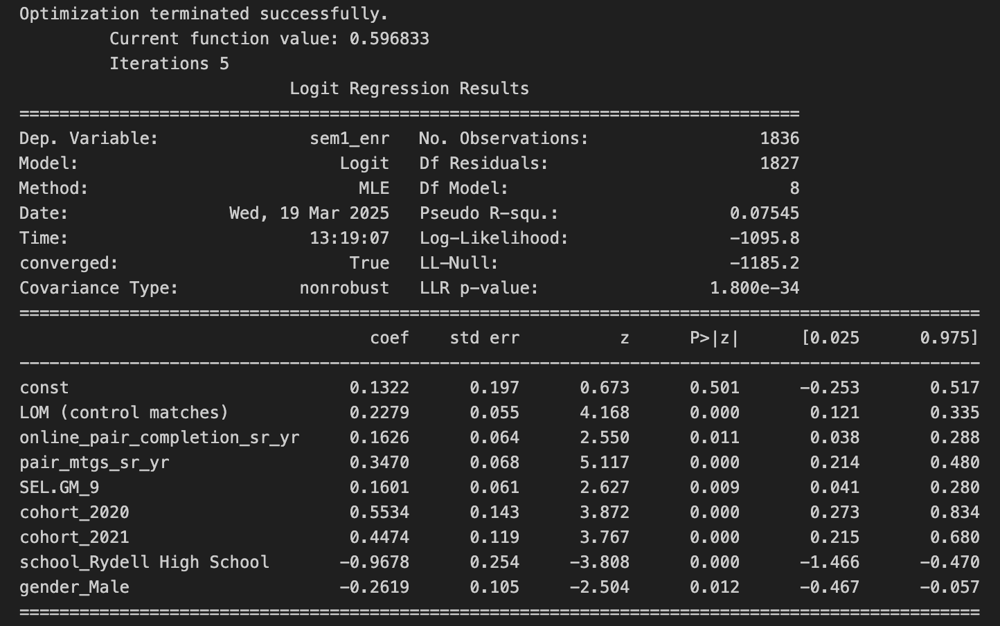 Optimization terminated successfully.
         Current function value: 0.596833
         Iterations 5
                           Logit Regression Results
==============================================================================
Dep. Variable:               sem1_enr   No. Observations:                 1836
Model:                          Logit   Df Residuals:                     1827
Method:                           MLE   Df Model:                            8
Date:                Wed, 19 Mar 2025   Pseudo R-squ.:                 0.07545
Time:                        13:19:07   Log-Likelihood:                -1095.8
converged:                       True   LL-Null:                       -1185.2
Covariance Type:            nonrobust   LLR p-value:                 1.800e-34
================================================================================================
                                   coef    std err          z      P>|z|      [0.025      0.975]
------------------------------------------------------------------------------------------------
const                            0.1322      0.197      0.673      0.501      -0.253       0.517
LOM (control matches)            0.2279      0.055      4.168      0.000       0.121       0.335
online_pair_completion_sr_yr     0.1626      0.064      2.550      0.011       0.038       0.288
pair_mtgs_sr_yr                  0.3470      0.068      5.117      0.000       0.214       0.480
SEL.GM_9                         0.1601      0.061      2.627      0.009       0.041       0.280
cohort_2020                      0.5534      0.143      3.872      0.000       0.273       0.834
cohort_2021                      0.4474      0.119      3.767      0.000       0.215       0.680
school_Rydell High School       -0.9678      0.254     -3.808      0.000      -1.466      -0.470
gender_Male                     -0.2619      0.105     -2.504      0.012      -0.467      -0.057
================================================================================================